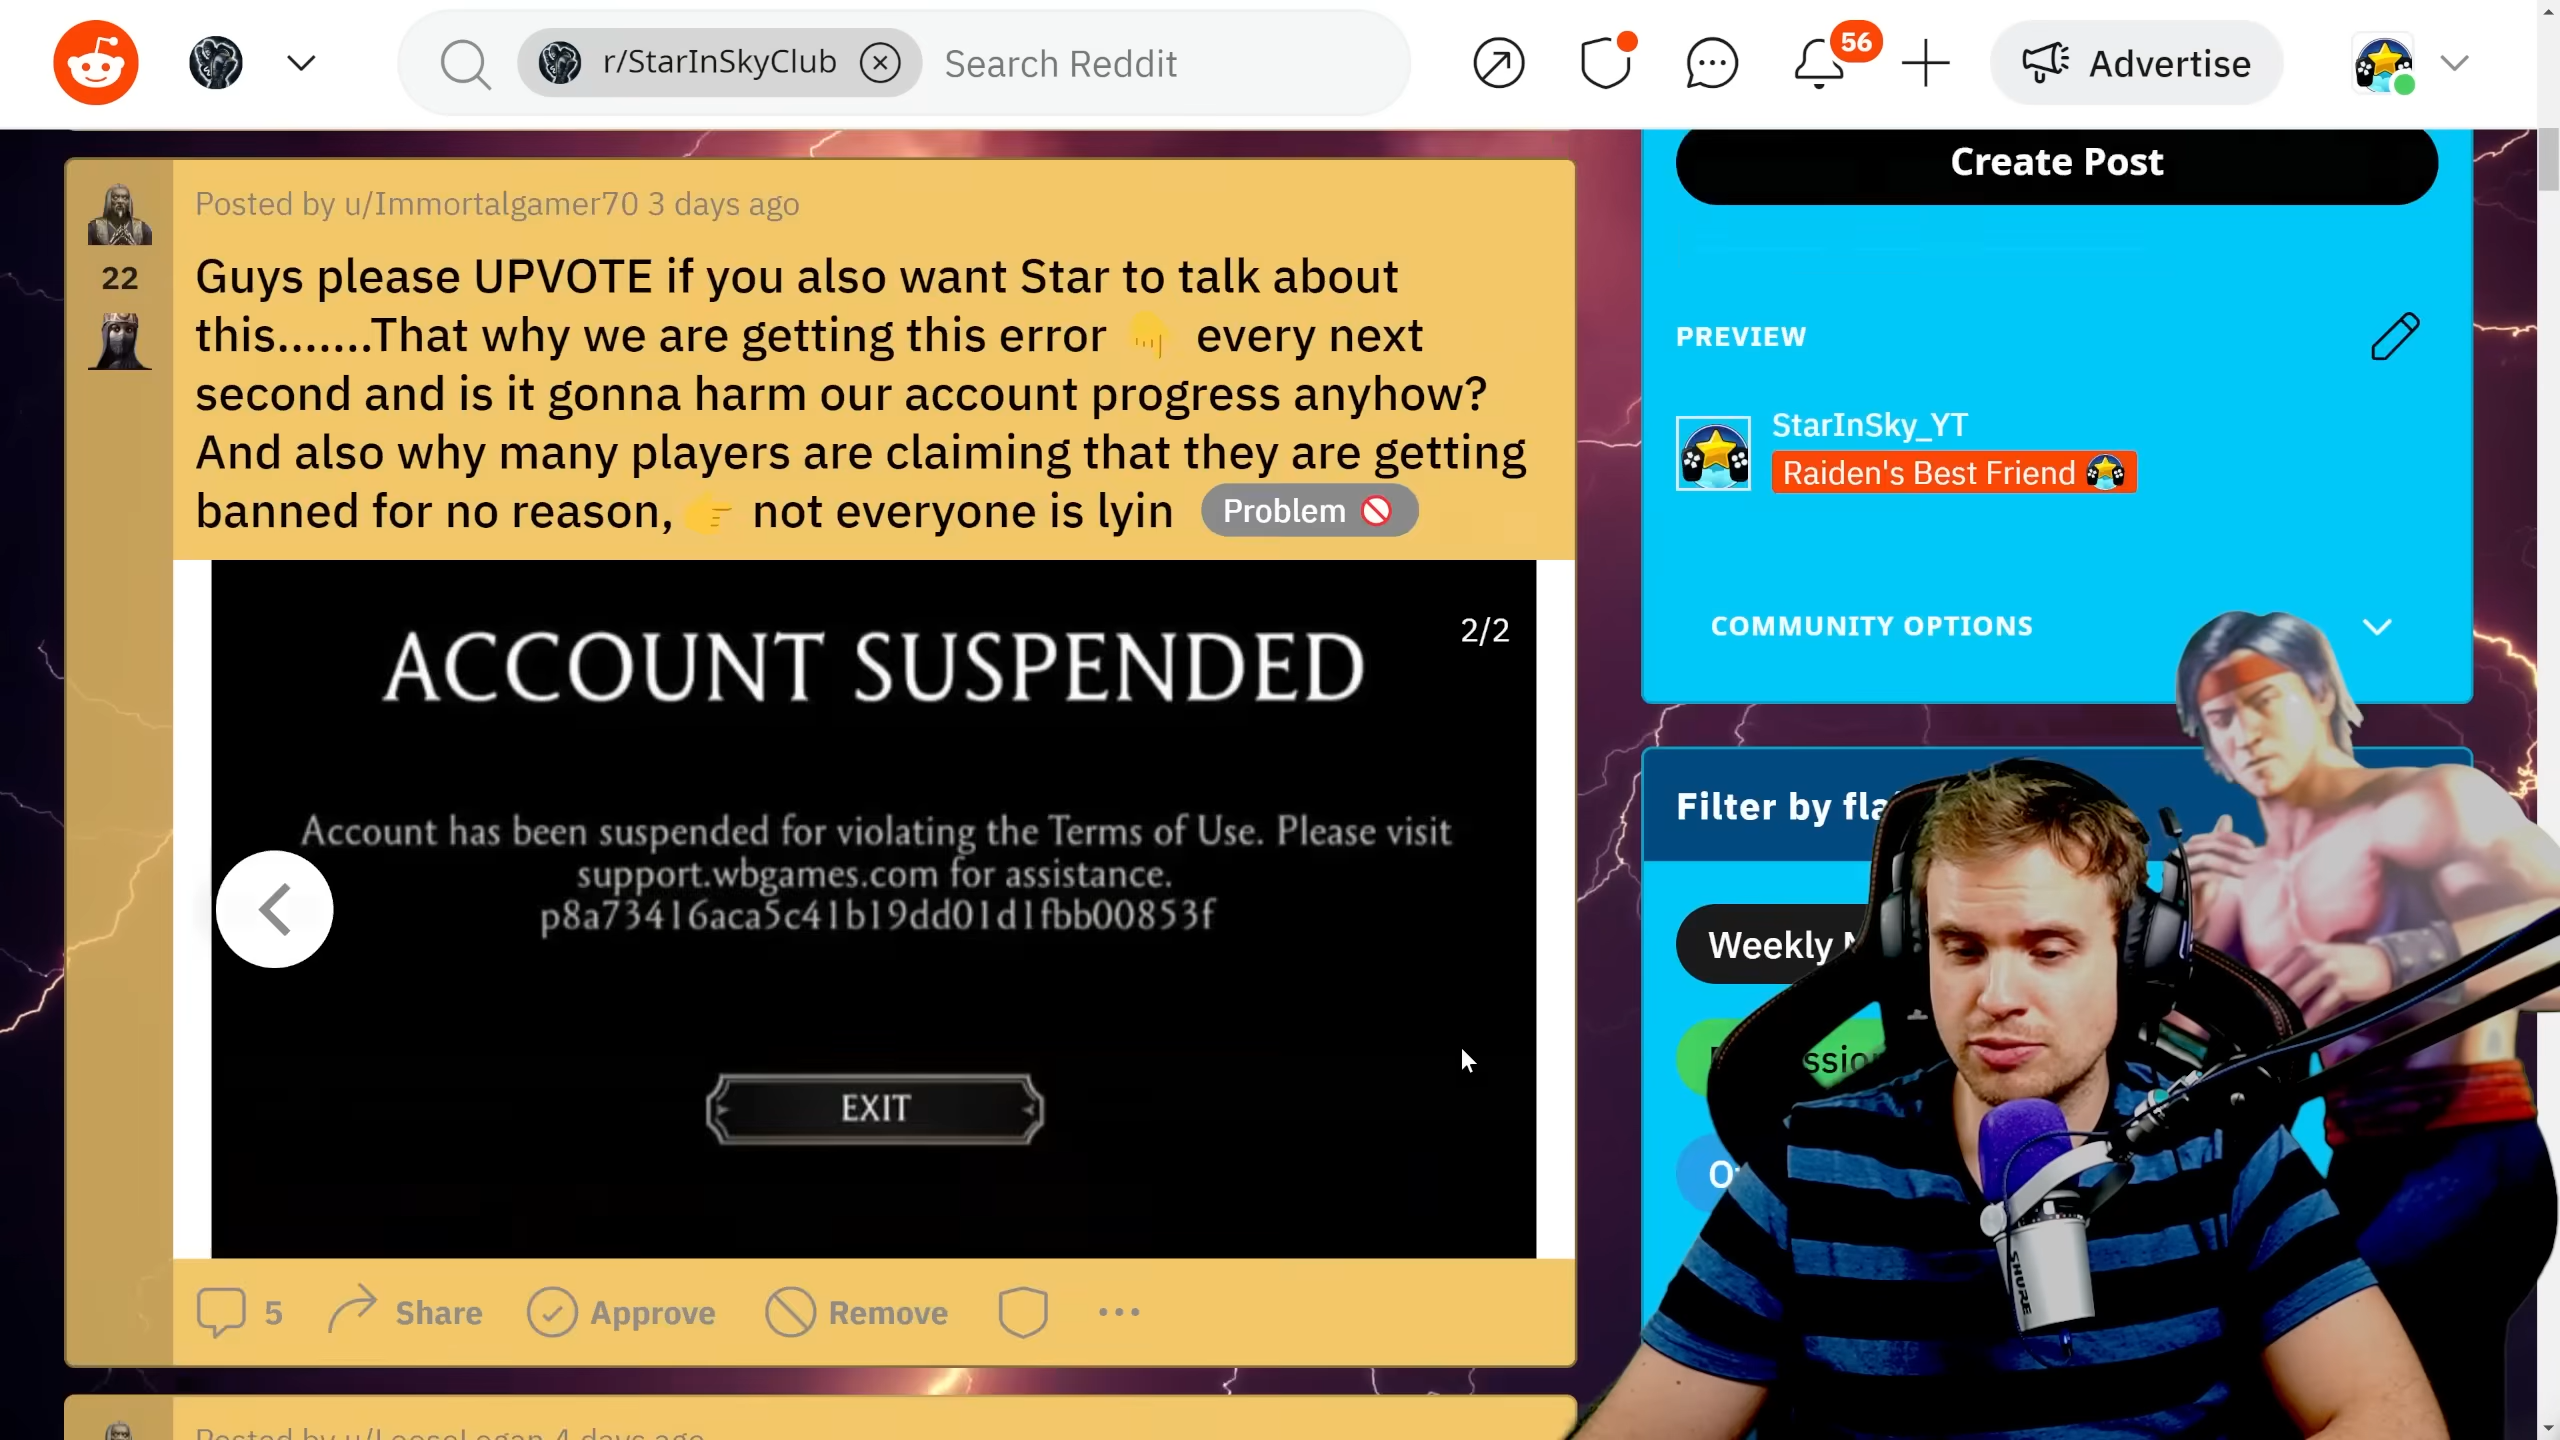 r/StarInSkyClub
Search Reddit
56
Advertise
Posted by u/Immortalgamer70 3 days ago
22
Guys please UPVOTE if you also want Star to talk about
this.......That why we are getting this error 👇 every next
second and is it gonna harm our account progress anyhow?
And also why many players are claiming that they are getting
banned for no reason, 👉 not everyone is lyin
Problem
2/2
ACCOUNT SUSPENDED
Account has been suspended for violating the Terms of Use. Please visit
support.wbgames.com for assistance.
p8a73416aca5c41b19dd01d1fbb00853f
EXIT
5
Share
Approve
Remove
Create Post
PREVIEW
StarInSky_YT
Raiden's Best Friend
COMMUNITY OPTIONS
Filter by
Weekly
SHURE